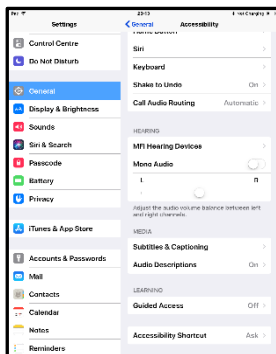 iPad
23:10
Not Charging
Settings
General
Accessibility
Control Centre
Do Not Disturb
General
Display & Brightness
Sounds
Siri & Search
Passcode
Battery
Privacy
iTunes & App Store
Accounts & Passwords
Mail
Contacts
Calendar
Notes
Reminders
Home Button
Siri
Keyboard
Shake to Undo On
Call Audio Routing Automatic
HEARING
MFi Hearing Devices
Mono Audio
L R
Adjust the audio volume balance between left
and right channels.
MEDIA
Subtitles & Captioning
Audio Descriptions On
LEARNING
Guided Access Off
Accessibility Shortcut Ask